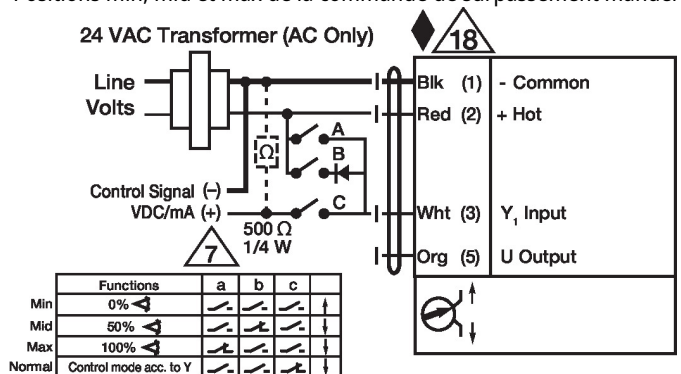 Positions min, mid et max de la commande de surpassement manuel
24 VAC Transformer (AC Only)
18
Line
Volts
Blk (1) - Common
Red (2) + Hot
A
B
Ω
Control Signal (–)
VDC/mA (+)
C
Wht (3) Y1 Input
500 Ω
1/4 W
7
Org (5) U Output
Functions a b c
Min 0%
Mid 50%
Max 100%
Normal Control mode acc. to Y